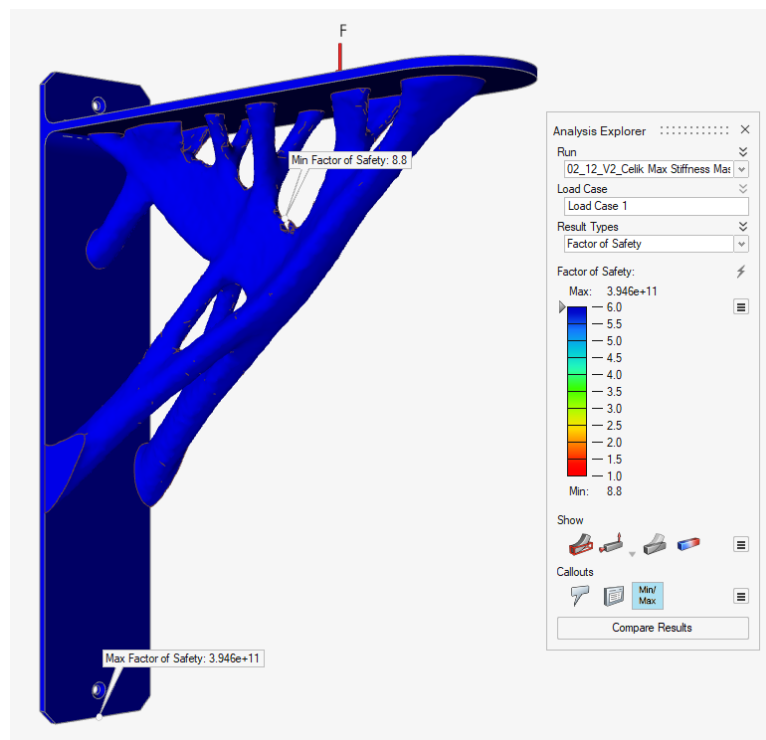 F
Min Factor of Safety: 8.8
Max Factor of Safety: 3.946e+11
Analysis Explorer
Run
02_12_V2_Celik Max Stiffness Mas
Load Case
Load Case 1
Result Types
Factor of Safety
Factor of Safety:
Max: 3.946e+11
6.0
5.5
5.0
4.5
4.0
3.5
3.0
2.5
2.0
1.5
1.0
Min: 8.8
Show
Callouts
Min/
Max
Compare Results